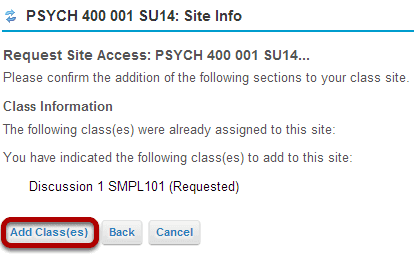 PSYCH 400 001 SU14: Site Info
Request Site Access: PSYCH 400 001 SU14...
Please confirm the addition of the following sections to your class site.
Class Information
The following class(es) were already assigned to this site:
You have indicated the following class(es) to add to this site:
Discussion 1 SMPL101 (Requested)
Add Class(es) Back Cancel